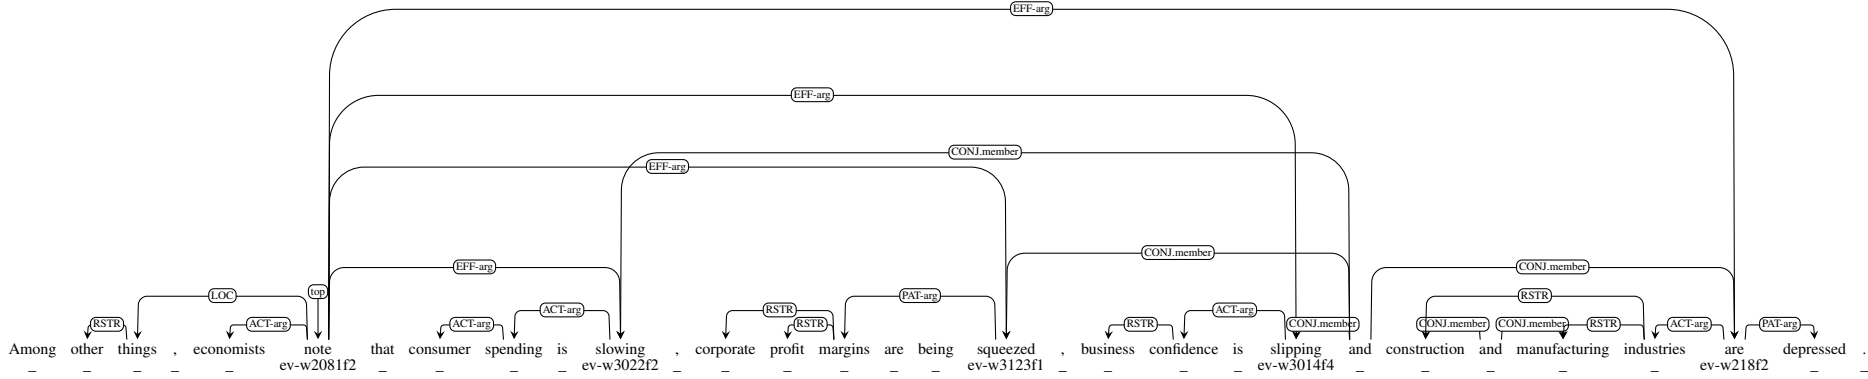 EFF-arg
EFF-arg
CONJ.member
EFF-arg
CONJ.member
EFF-arg CONJ.member
LOC top PAT-arg RSTR
ACT-arg RSTR ACT-arg
RSTR ACT-arg ACT-arg RSTR RSTR CONJ.member CONJ.member CONJ.member RSTR ACT-arg PAT-arg
Among other things , economists note that consumer spending is slowing , corporate profit margins are being squeezed , business confidence is slipping and construction and manufacturing industries are depressed .
_ _ _ _ _ ev-w2081f2 _ _ _ _ ev-w3022f2 _ _ _ _ _ _ ev-w3123f1 _ _ _ _ ev-w3014f4 _ _ _ _ _ ev-w218f2 _ _